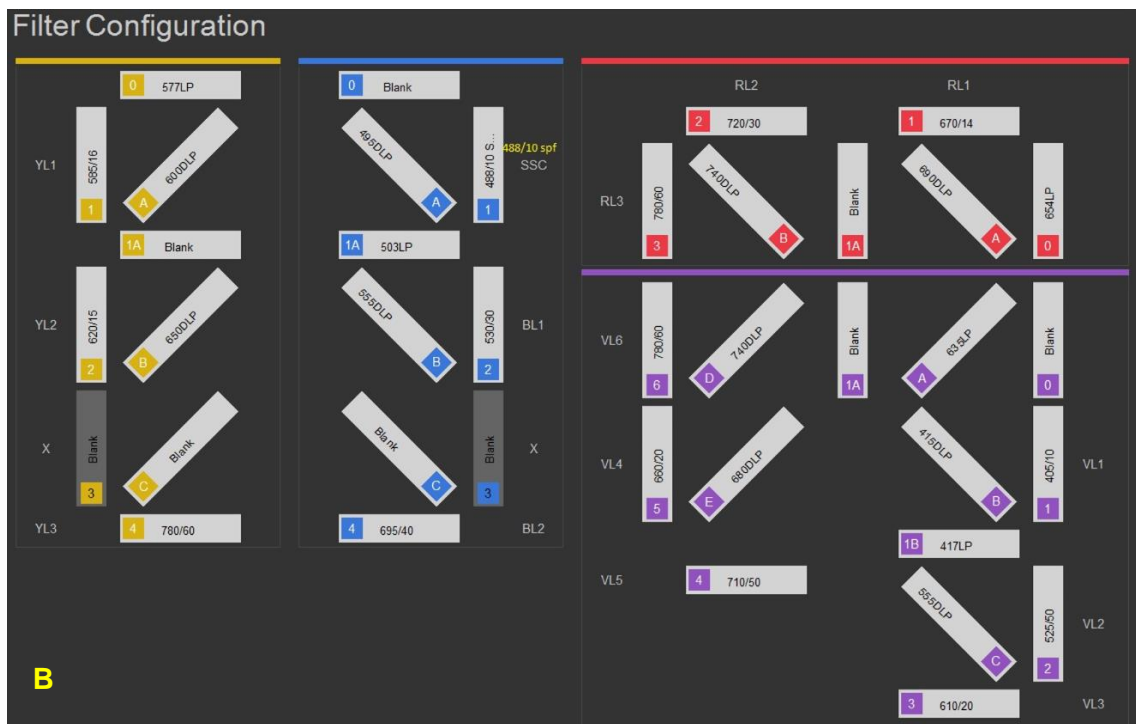 Filter Configuration
0 577LP
YL1
585/16
1
600DLP
A
1A Blank
YL2
620/15
2
650DLP
B
X
Blank
3
Blank
C
YL3
4 780/60
0 Blank
495DLP
A
488/10 S...
1
488/10 spf
SSC
1A 503LP
555DLP
B
530/30
2
BL1
Blank
C
Blank
3
X
4 695/40
BL2
RL2
RL1
2 720/30
1 670/14
RL3
780/60
3
740DLP
B
Blank
1A
690DLP
A
654LP
0
VL6
780/60
6
740DLP
D
Blank
1A
635LP
A
Blank
0
VL4
660/20
5
680DLP
E
415DLP
B
405/10
1
VL1
1B 417LP
VL5
4 710/50
555DLP
C
525/50
2
VL2
3 610/20
VL3
B